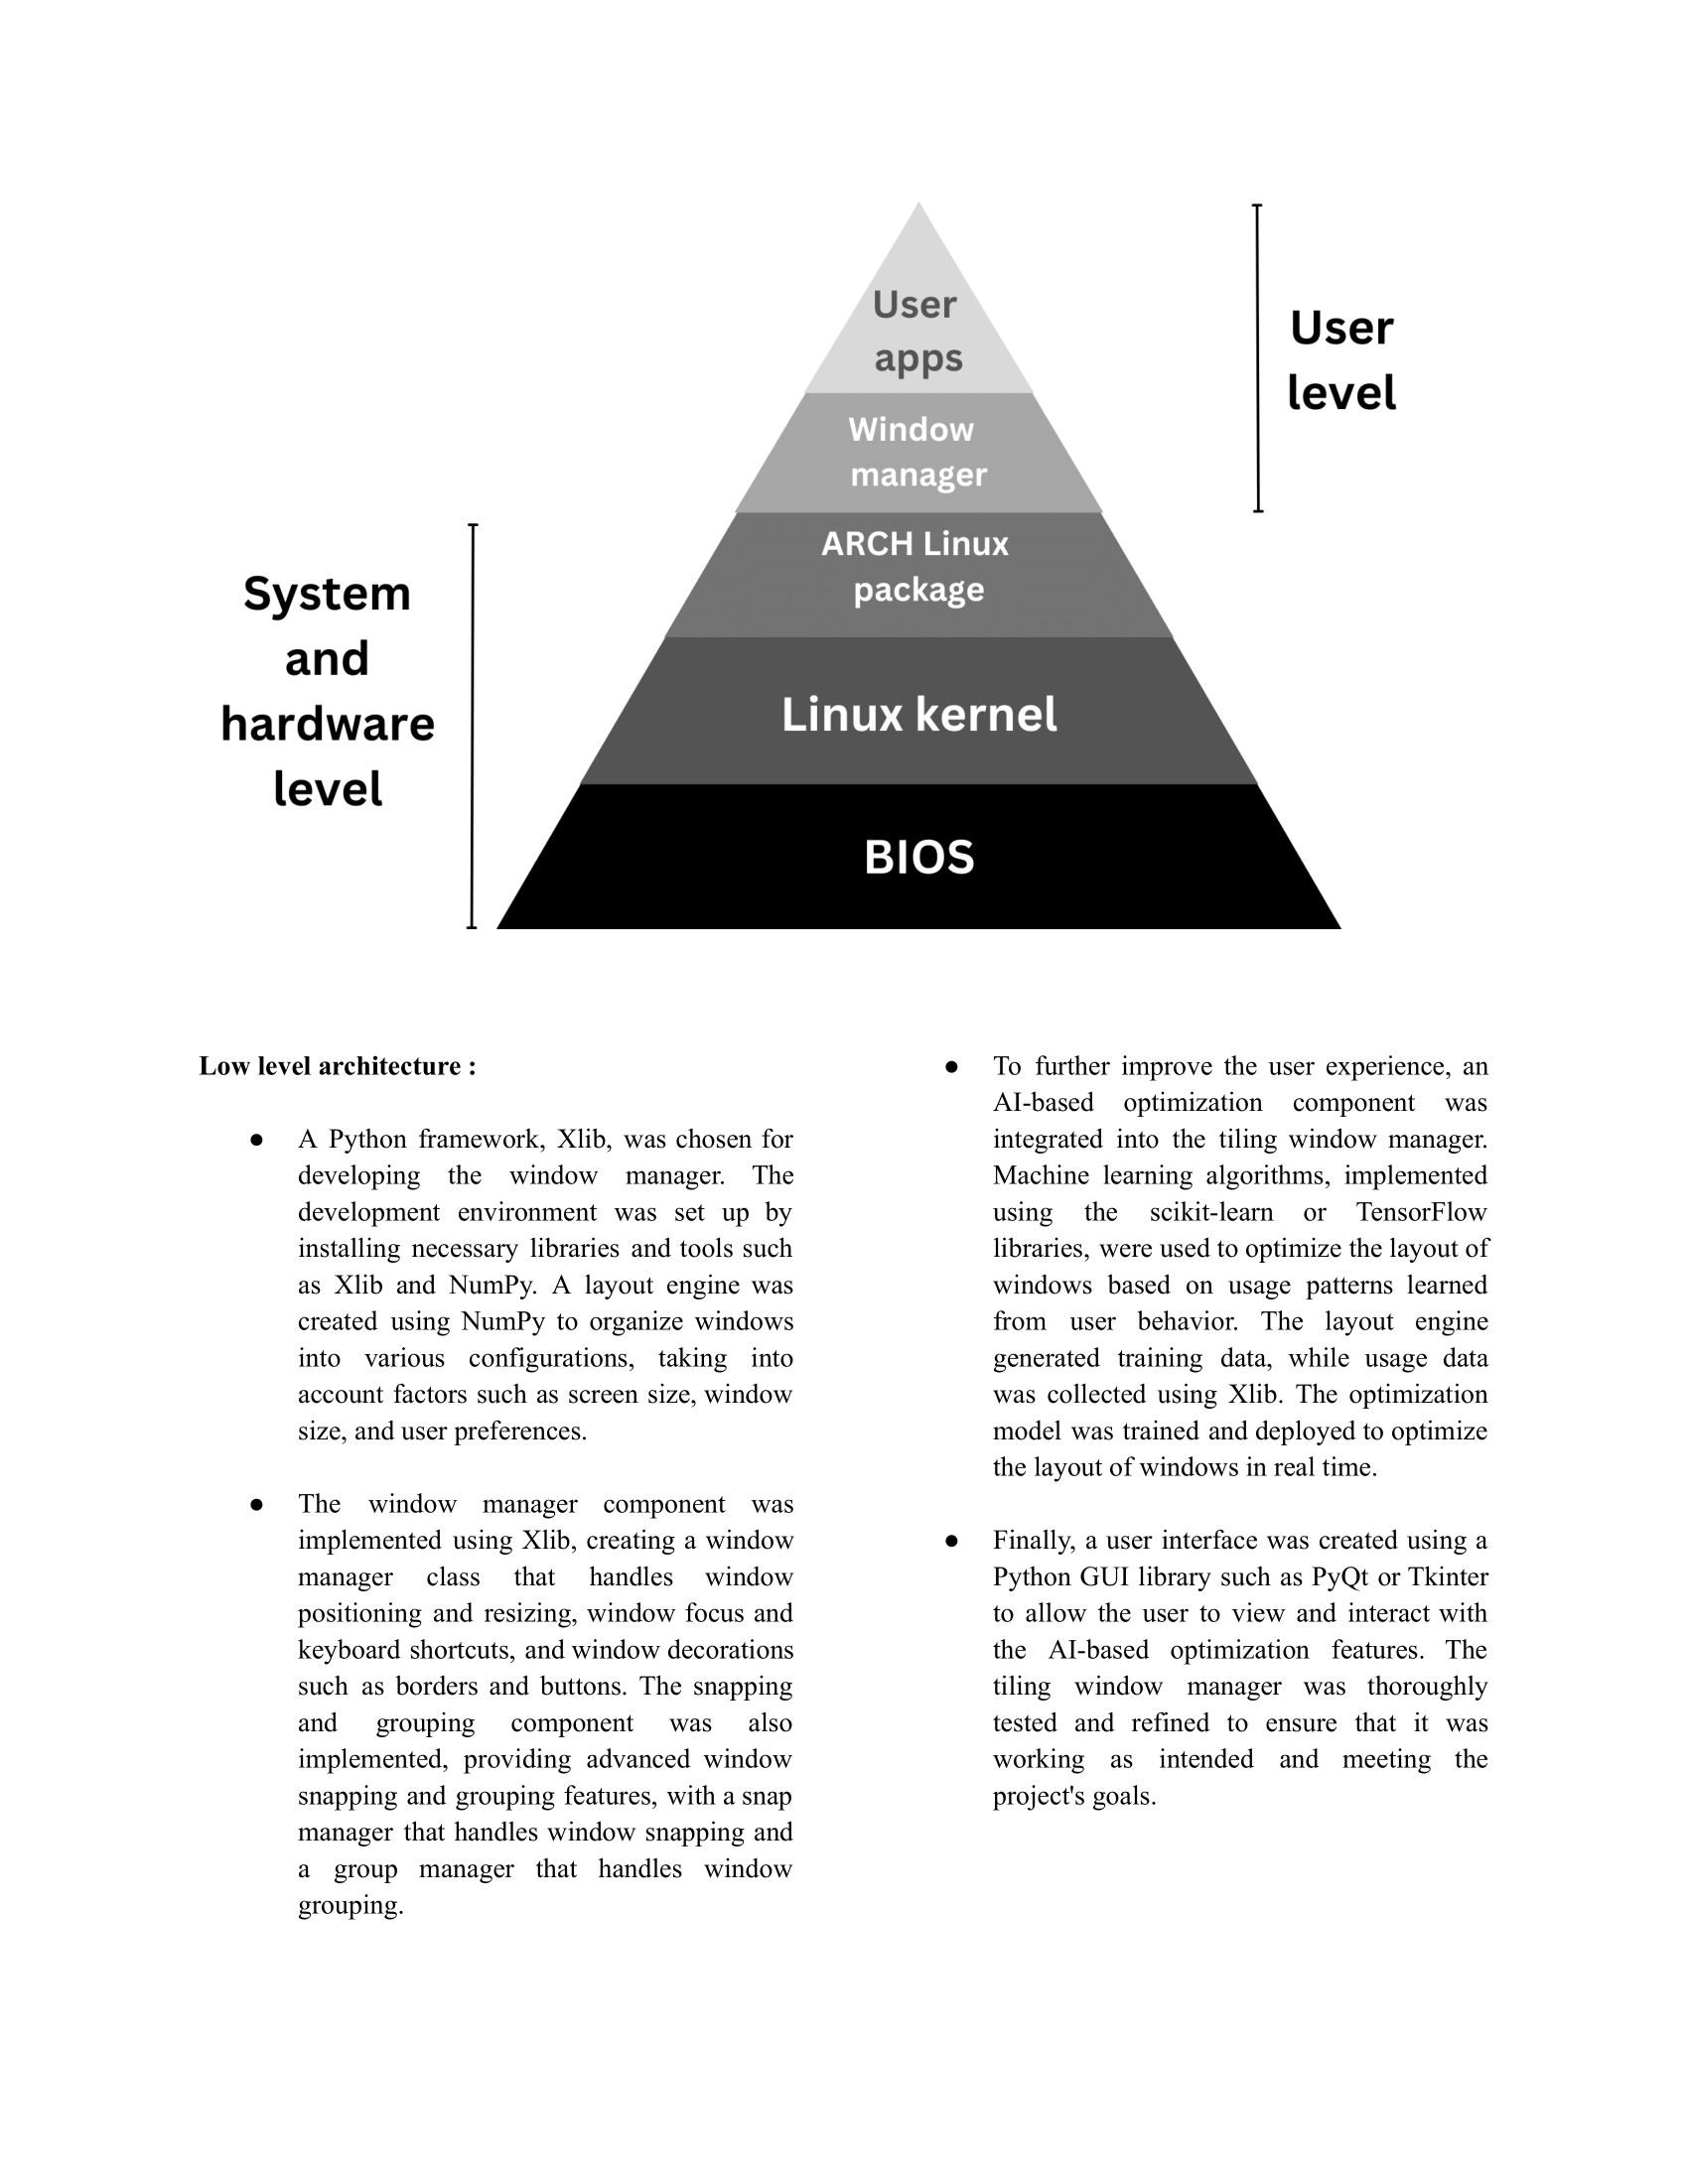 User
apps
User
level
Window
manager
ARCH Linux
package
System
and
hardware
level
Linux kernel
BIOS
Low level architecture :
● A Python framework, Xlib, was chosen for
developing the window manager. The
development environment was set up by
installing necessary libraries and tools such
as Xlib and NumPy. A layout engine was
created using NumPy to organize windows
into various configurations, taking into
account factors such as screen size, window
size, and user preferences.
● The window manager component was
implemented using Xlib, creating a window
manager class that handles window
positioning and resizing, window focus and
keyboard shortcuts, and window decorations
such as borders and buttons. The snapping
and grouping component was also
implemented, providing advanced window
snapping and grouping features, with a snap
manager that handles window snapping and
a group manager that handles window
grouping.
● To further improve the user experience, an
AI-based optimization component was
integrated into the tiling window manager.
Machine learning algorithms, implemented
using the scikit-learn or TensorFlow
libraries, were used to optimize the layout of
windows based on usage patterns learned
from user behavior. The layout engine
generated training data, while usage data
was collected using Xlib. The optimization
model was trained and deployed to optimize
the layout of windows in real time.
● Finally, a user interface was created using a
Python GUI library such as PyQt or Tkinter
to allow the user to view and interact with
the AI-based optimization features. The
tiling window manager was thoroughly
tested and refined to ensure that it was
working as intended and meeting the
project's goals.